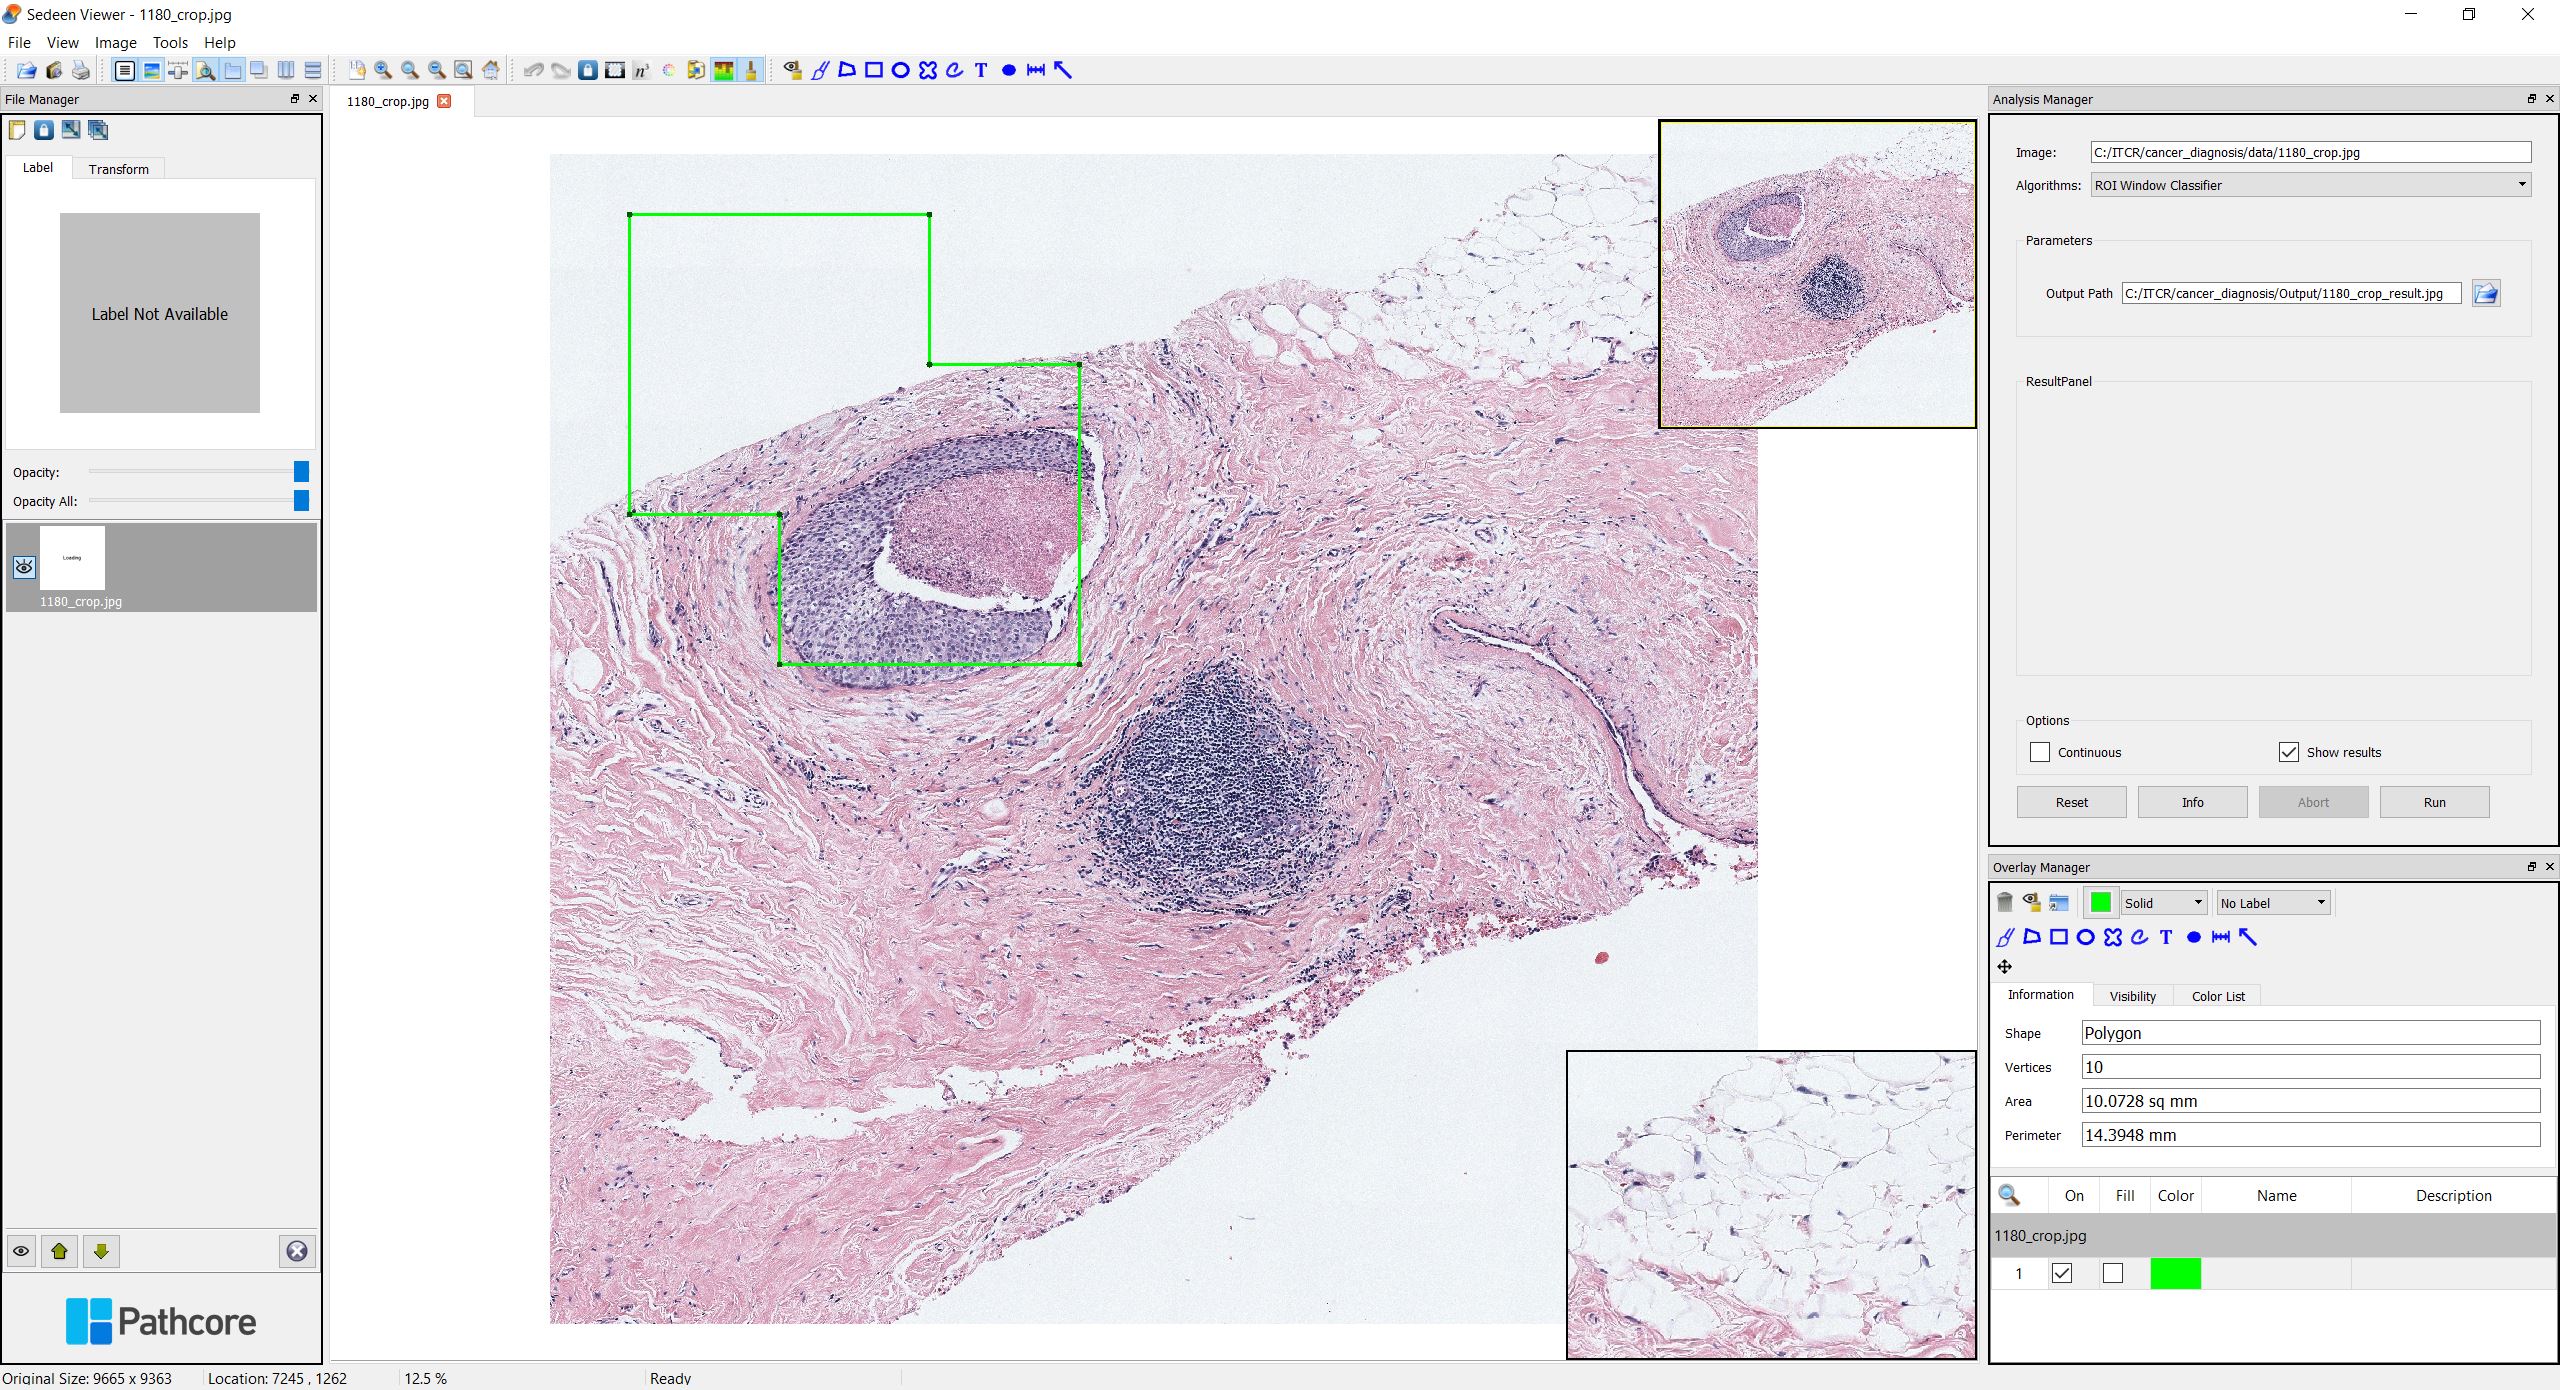 Sedeen Viewer - 1180_crop.jpg
File View Image Tools Help
n³ T
File Manager
1180_crop.jpg
Analysis Manager
Label Transform
Label Not Available
Opacity:
Opacity All:
Loading
1180_crop.jpg
Pathcore
Image: C:/ITCR/cancer_diagnosis/data/1180_crop.jpg
Algorithms: ROI Window Classifier
Parameters
Output Path C:/ITCR/cancer_diagnosis/Output/1180_crop_result.jpg
ResultPanel
Options
Continuous Show results
Reset Info Abort Run
Overlay Manager
Solid No Label
T
Information Visibility Color List
Shape Polygon
Vertices 10
Area 10.0728 sq mm
Perimeter 14.3948 mm
On Fill Color Name Description
1180_crop.jpg
1
Original Size: 9665 x 9363 Location: 7245 , 1262 12.5 % Ready